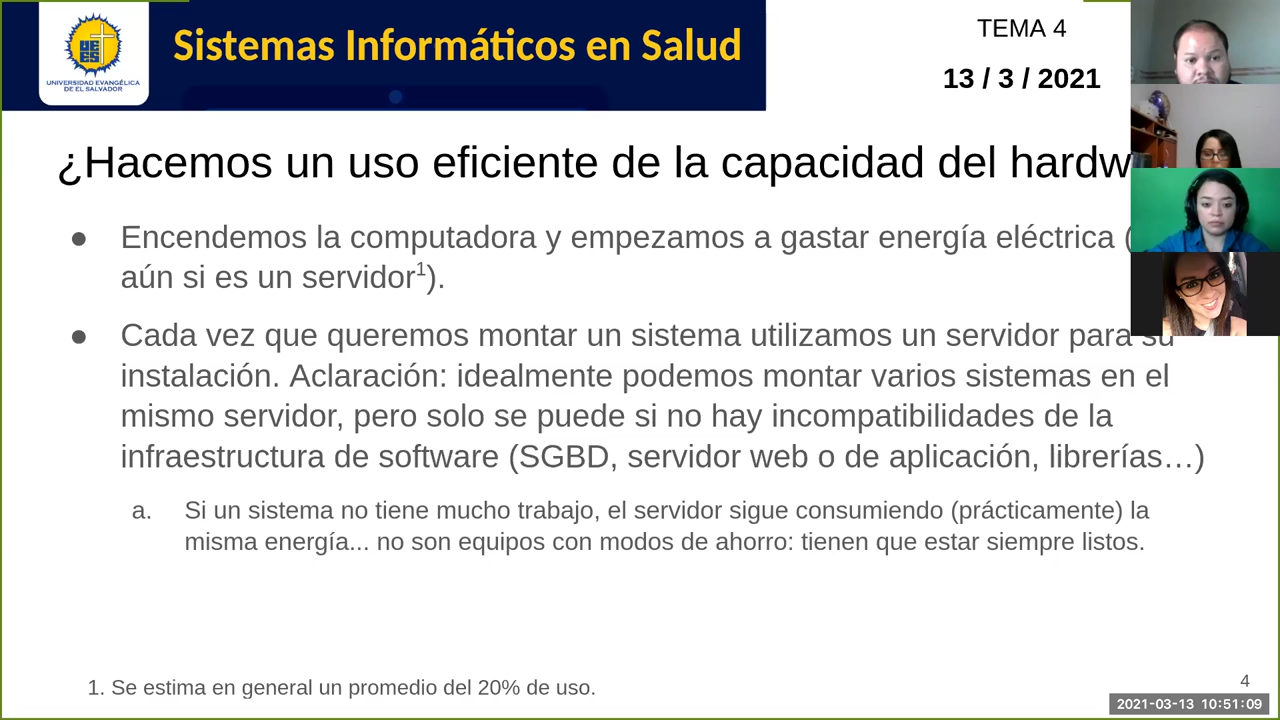 UNIVERSIDAD EVANGÉLICA
DE EL SALVADOR
Sistemas Informáticos en Salud
TEMA 4
13 / 3 / 2021
¿Hacemos un uso eficiente de la capacidad del
● Encendemos la computadora y empezamos a gastar energía eléctrica (
aún si es un servidor1).
● Cada vez que queremos montar un sistema utilizamos un servidor para su
instalación. Aclaración: idealmente podemos montar varios sistemas en el
mismo servidor, pero solo se puede si no hay incompatibilidades de la
infraestructura de software (SGBD, servidor web o de aplicación, librerías…)
a. Si un sistema no tiene mucho trabajo, el servidor sigue consumiendo (prácticamente) la
misma energía... no son equipos con modos de ahorro: tienen que estar siempre listos.
1. Se estima en general un promedio del 20% de uso.
4
2021-03-13 10:51:09